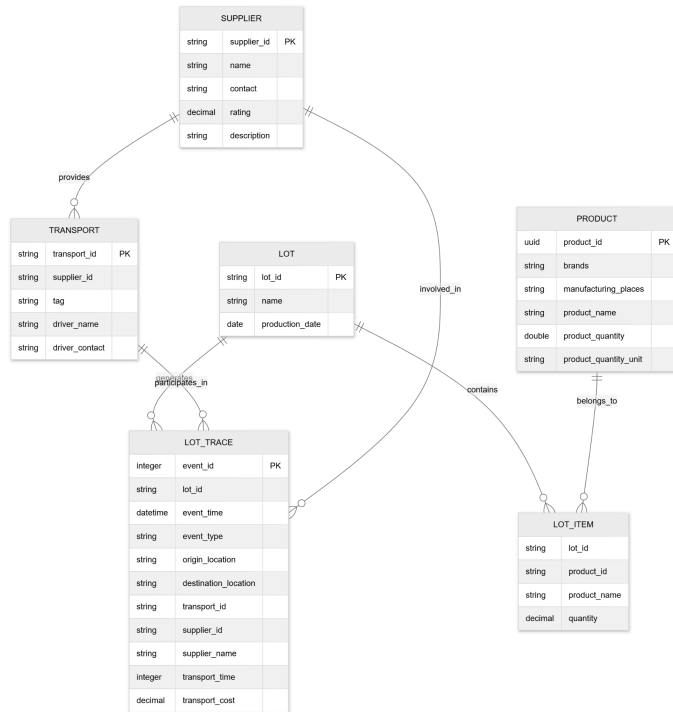 SUPPLIER
string supplier_id PK
string name
string contact
decimal rating
string description
provides
TRANSPORT
string transport_id PK
string supplier_id
string tag
string driver_name
string driver_contact
LOT
string lot_id PK
string name
date production_date
involved_in
PRODUCT
uuid product_id PK
string brands
string manufacturing_places
string product_name
double product_quantity
string product_quantity_unit
generates
participates_in
contains
belongs_to
LOT_TRACE
integer event_id PK
string lot_id
datetime event_time
string event_type
string origin_location
string destination_location
string transport_id
string supplier_id
string supplier_name
integer transport_time
decimal transport_cost
LOT_ITEM
string lot_id
string product_id
string product_name
decimal quantity